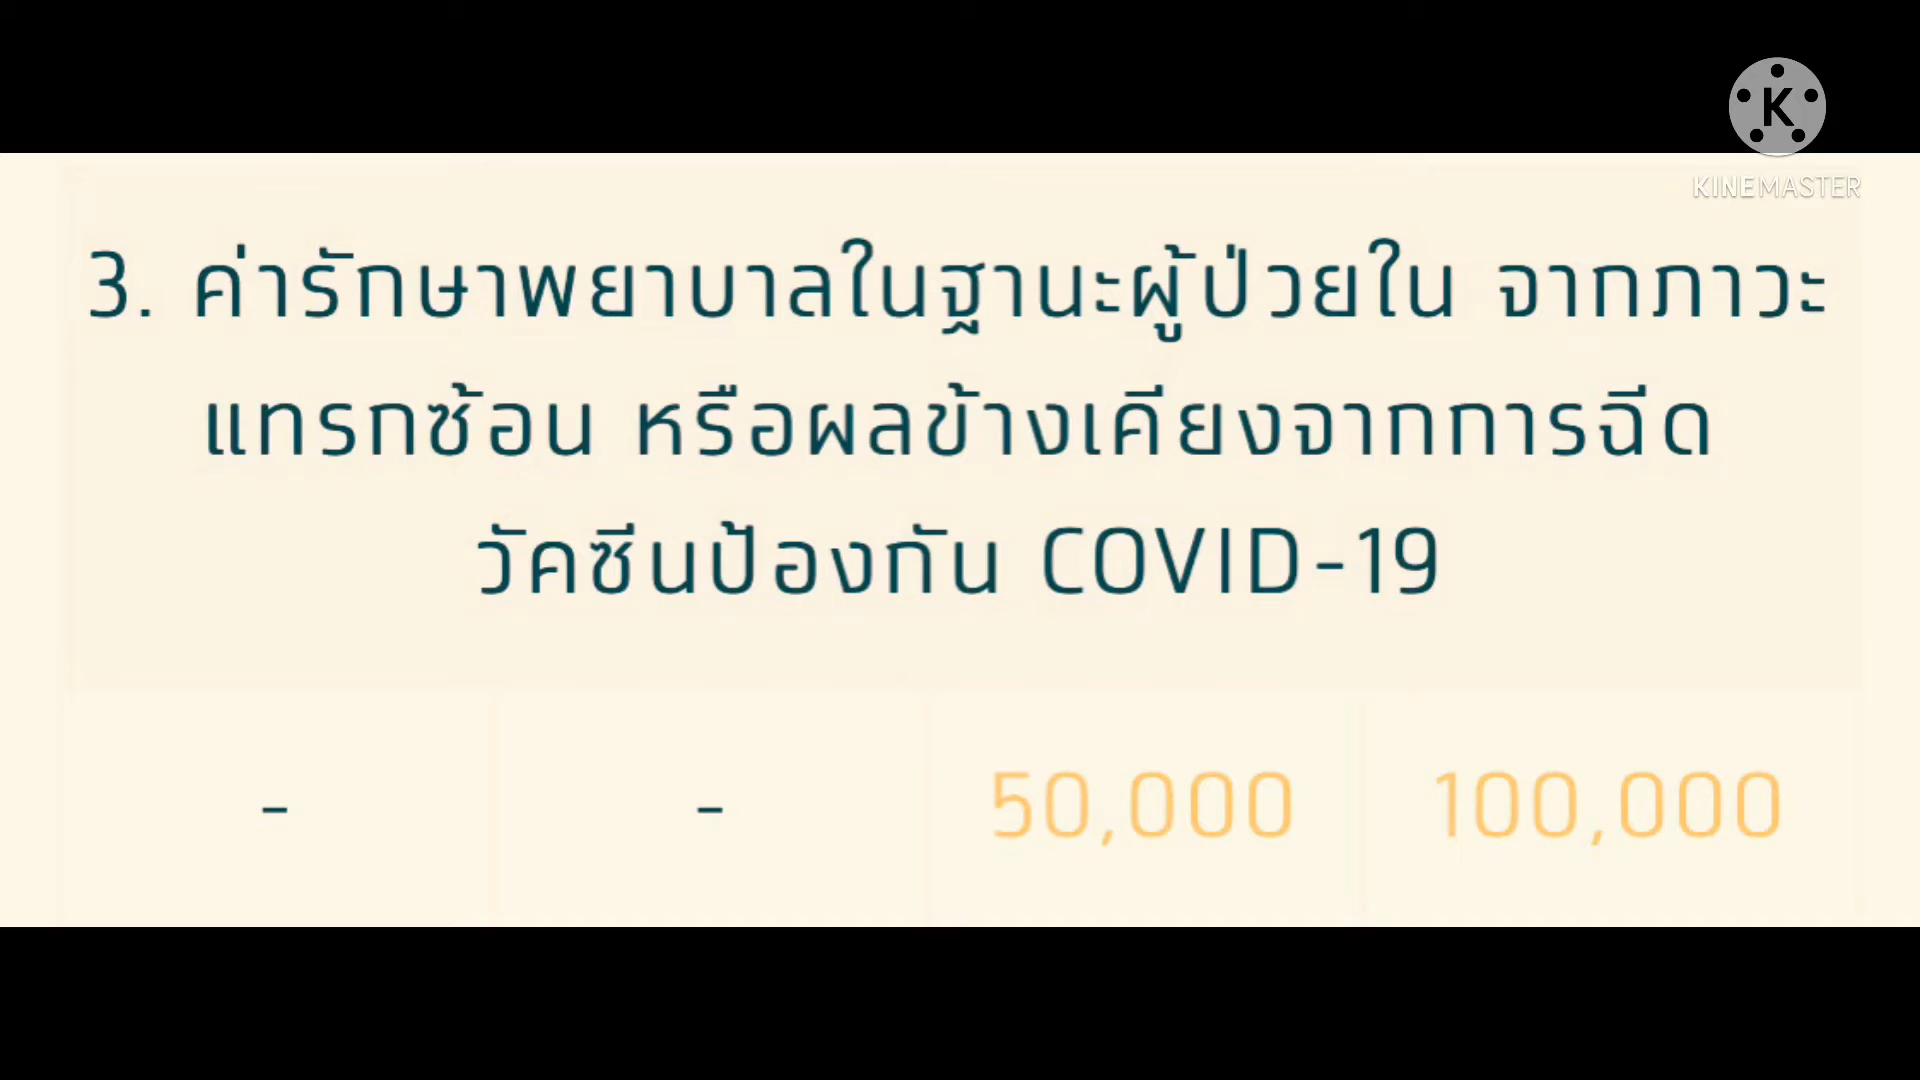 K
KINEMASTER
3. ค่ารักษาพยาบาลในฐานะผู้ป่วยใน จากภาวะ
แทรกซ้อน หรือผลข้างเคียงจากการฉีด
วัคซีนป้องกัน COVID-19
- - 50,000 100,000